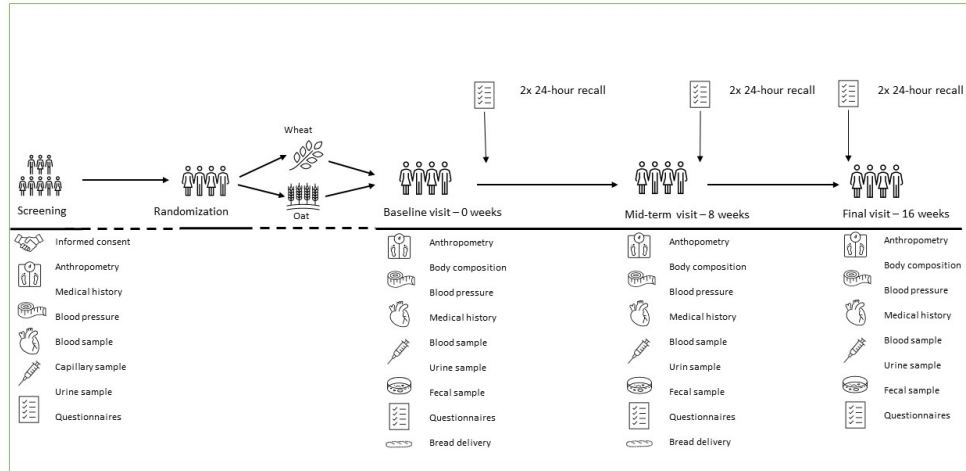 2x 24-hour recall
2x 24-hour recall
2x 24-hour recall
Wheat
Oat
Screening
Randomization
Baseline visit – 0 weeks
Mid-term visit – 8 weeks
Final visit – 16 weeks
Informed consent
Anthropometry
Medical history
Blood pressure
Blood sample
Capillary sample
Urine sample
Questionnaires
Anthropometry
Body composition
Blood pressure
Medical history
Blood sample
Urine sample
Fecal sample
Questionnaires
Bread delivery
Anthopometry
Body composition
Blood pressure
Medical history
Blood sample
Urin sample
Fecal sample
Questionnaires
Bread delivery
Anthropometry
Body composition
Blood pressure
Medical history
Blood sample
Urine sample
Fecal sample
Questionnaires